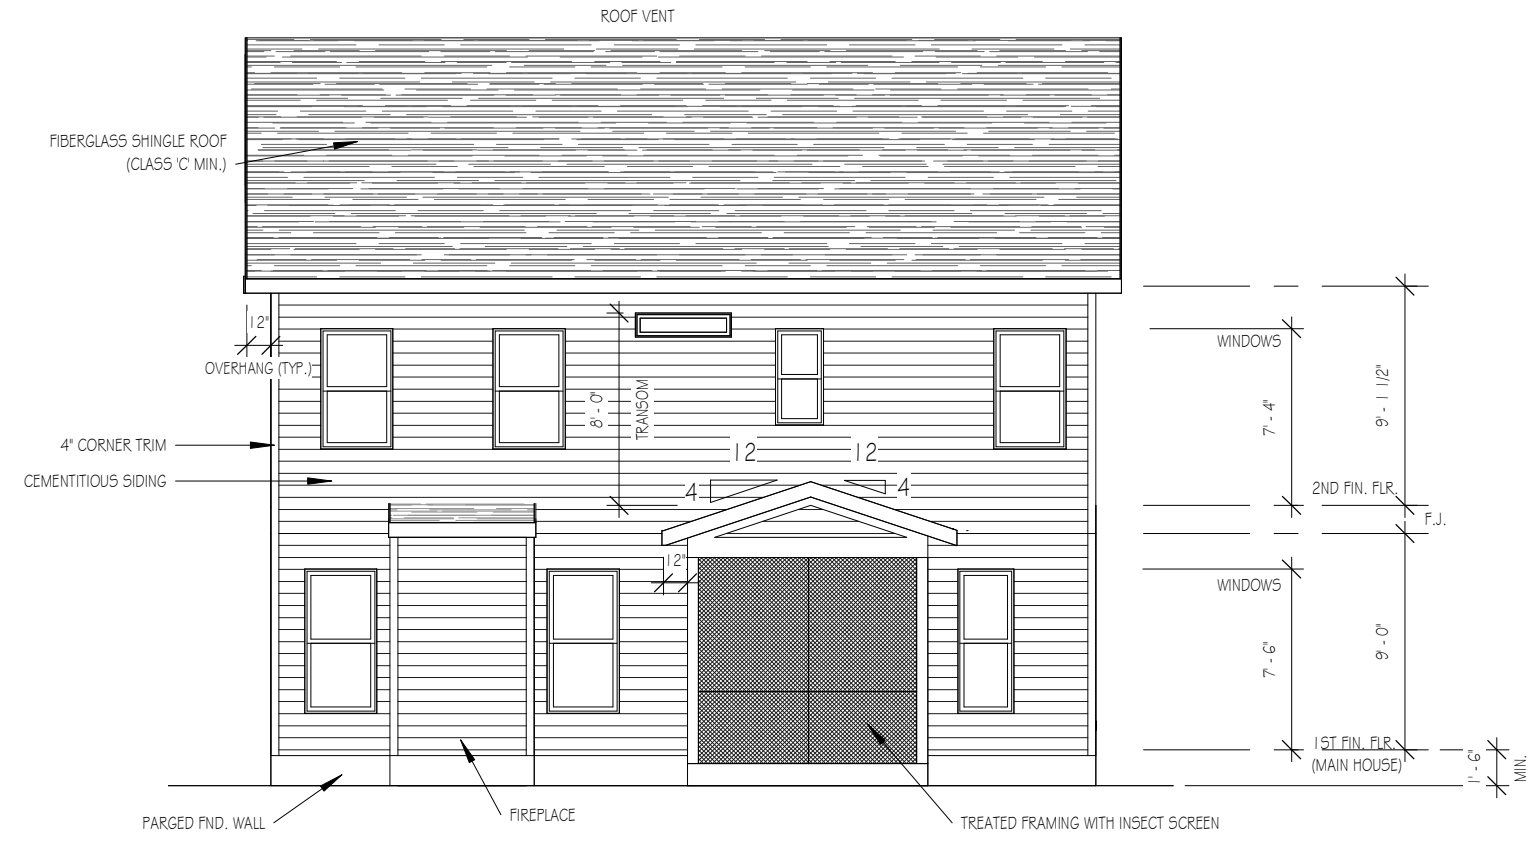 ROOF VENT
FIBERGLASS SHINGLE ROOF
(CLASS 'C' MIN.)
12"
OVERHANG (TYP.)
WINDOWS
8' - 0"
TRANSOM
7' - 4"
9' - 1 1/2"
4" CORNER TRIM
12
12
CEMENTITIOUS SIDING
4
4
2ND FIN. FLR.
F.J.
12"
WINDOWS
7' - 6"
9' - 0"
1ST FIN. FLR.
(MAIN HOUSE)
1' - 6"
MIN.
PARGED FND. WALL
FIREPLACE
TREATED FRAMING WITH INSECT SCREEN